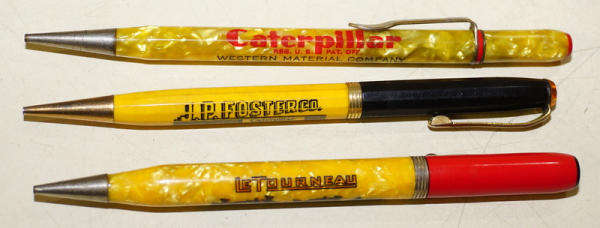 Caterpillar
REG. U. S. PAT. OFF.
WESTERN MATERIAL COMPANY
J.P. FOSTER CO.
LETOURNEAU